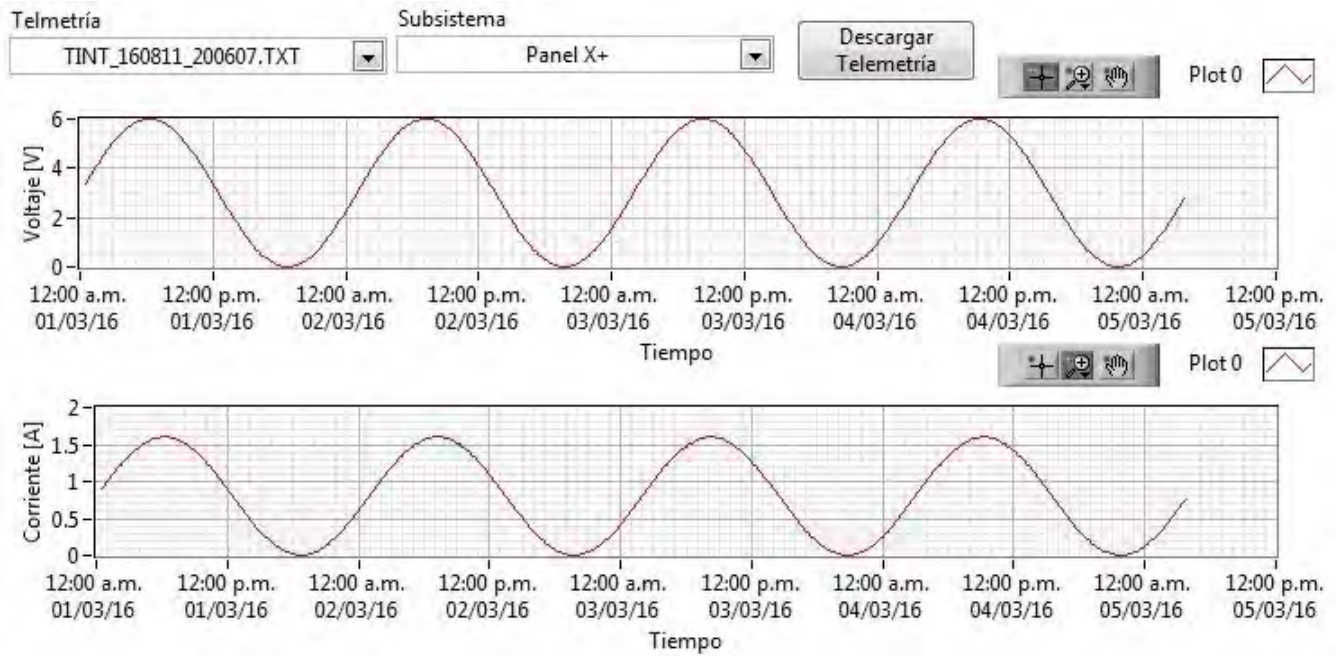 Telmetría
Subsistema
TINT_160811_200607.TXT
Panel X+
Descargar
Telemetría
Plot 0
Voltaje [V]
6
4
2
0
12:00 a.m. 12:00 p.m. 12:00 a.m. 12:00 p.m. 12:00 a.m. 12:00 p.m. 12:00 a.m. 12:00 p.m. 12:00 a.m. 12:00 p.m.
01/03/16 01/03/16 02/03/16 02/03/16 03/03/16 03/03/16 04/03/16 04/03/16 05/03/16 05/03/16
Tiempo
Plot 0
Corriente [A]
2
1.5
1
0.5
0
12:00 a.m. 12:00 p.m. 12:00 a.m. 12:00 p.m. 12:00 a.m. 12:00 p.m. 12:00 a.m. 12:00 p.m. 12:00 a.m. 12:00 p.m.
01/03/16 01/03/16 02/03/16 02/03/16 03/03/16 03/03/16 04/03/16 04/03/16 05/03/16 05/03/16
Tiempo